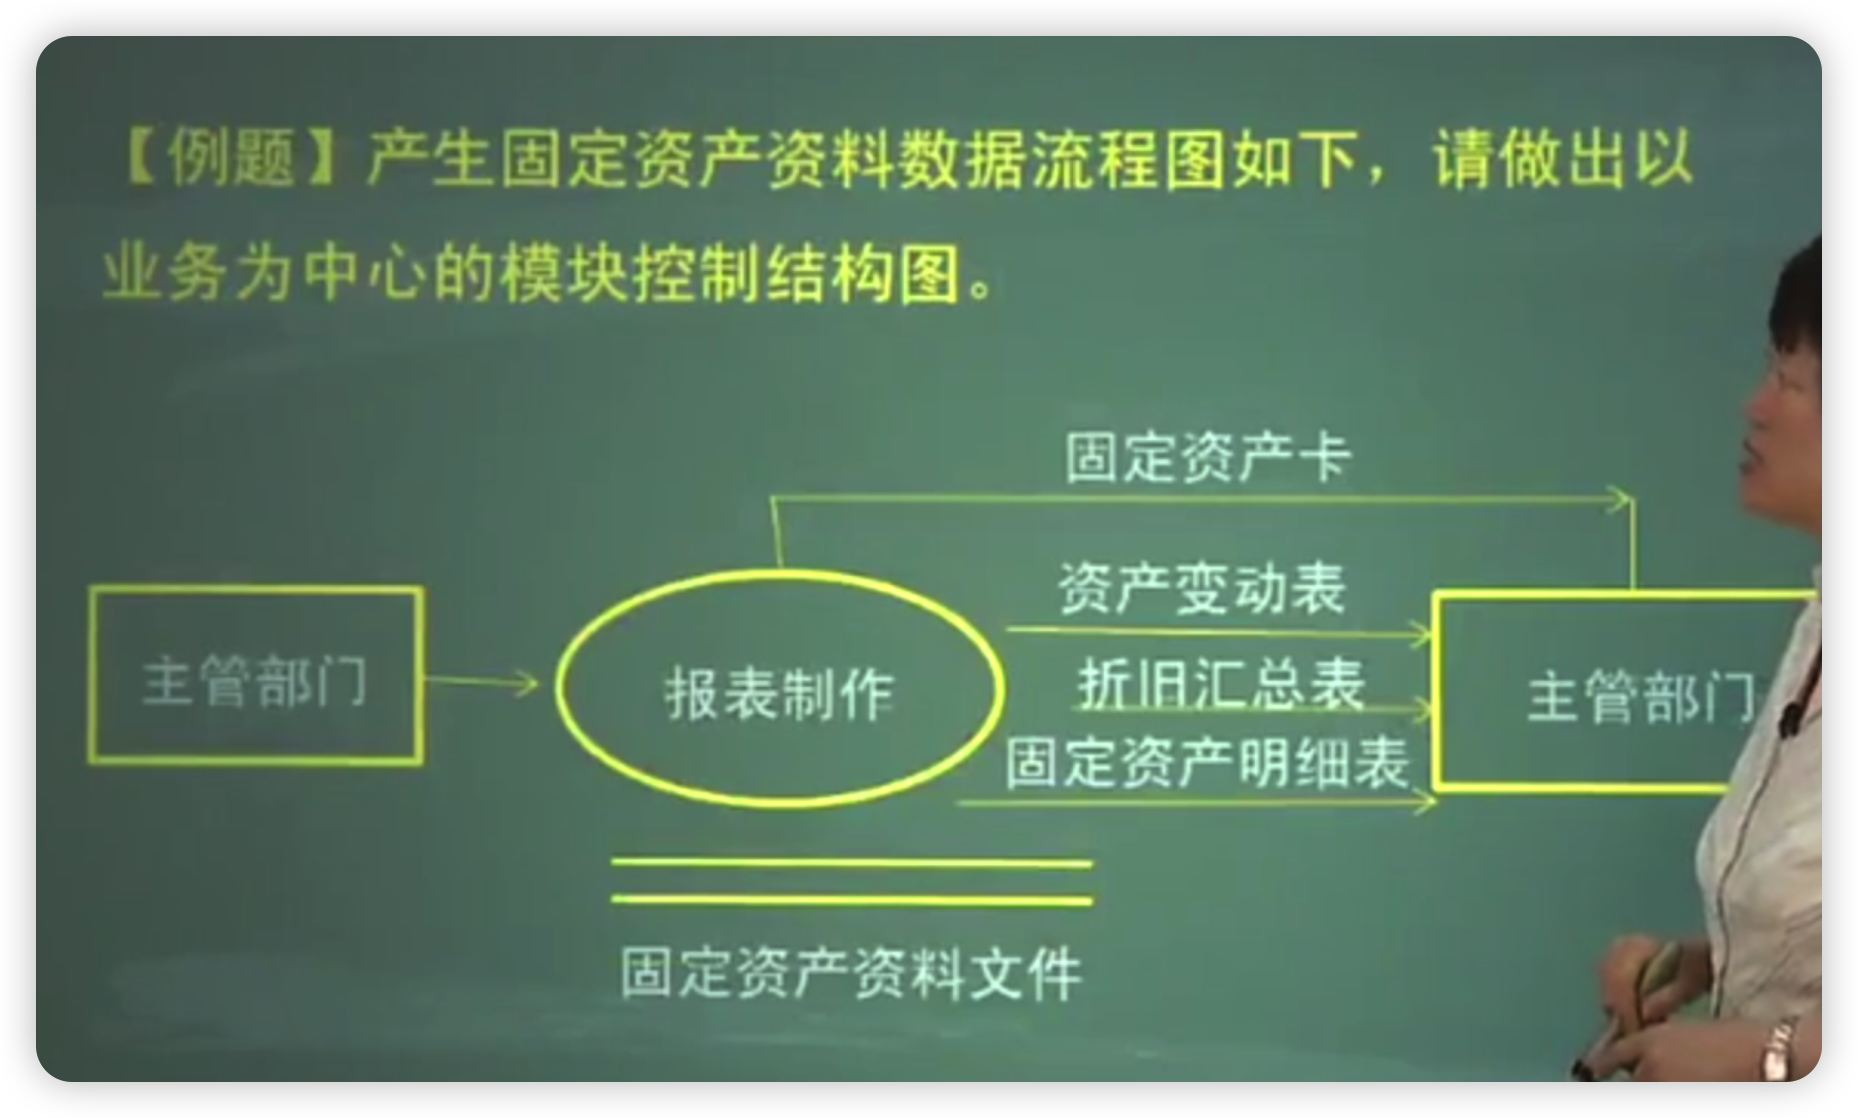 【例题】产生固定资产资料数据流程图如下，请做出以
业务为中心的模块控制结构图。
固定资产卡
资产变动表
主管部门
报表制作
折旧汇总表
主管部门
固定资产明细表
固定资产资料文件